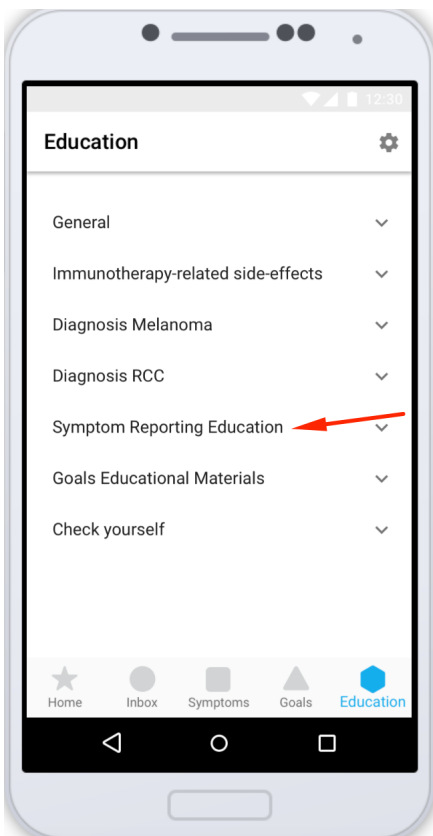 12:30
Education
General
Immunotherapy-related side-effects
Diagnosis Melanoma
Diagnosis RCC
Symptom Reporting Education
Goals Educational Materials
Check yourself
Home Inbox Symptoms Goals Education